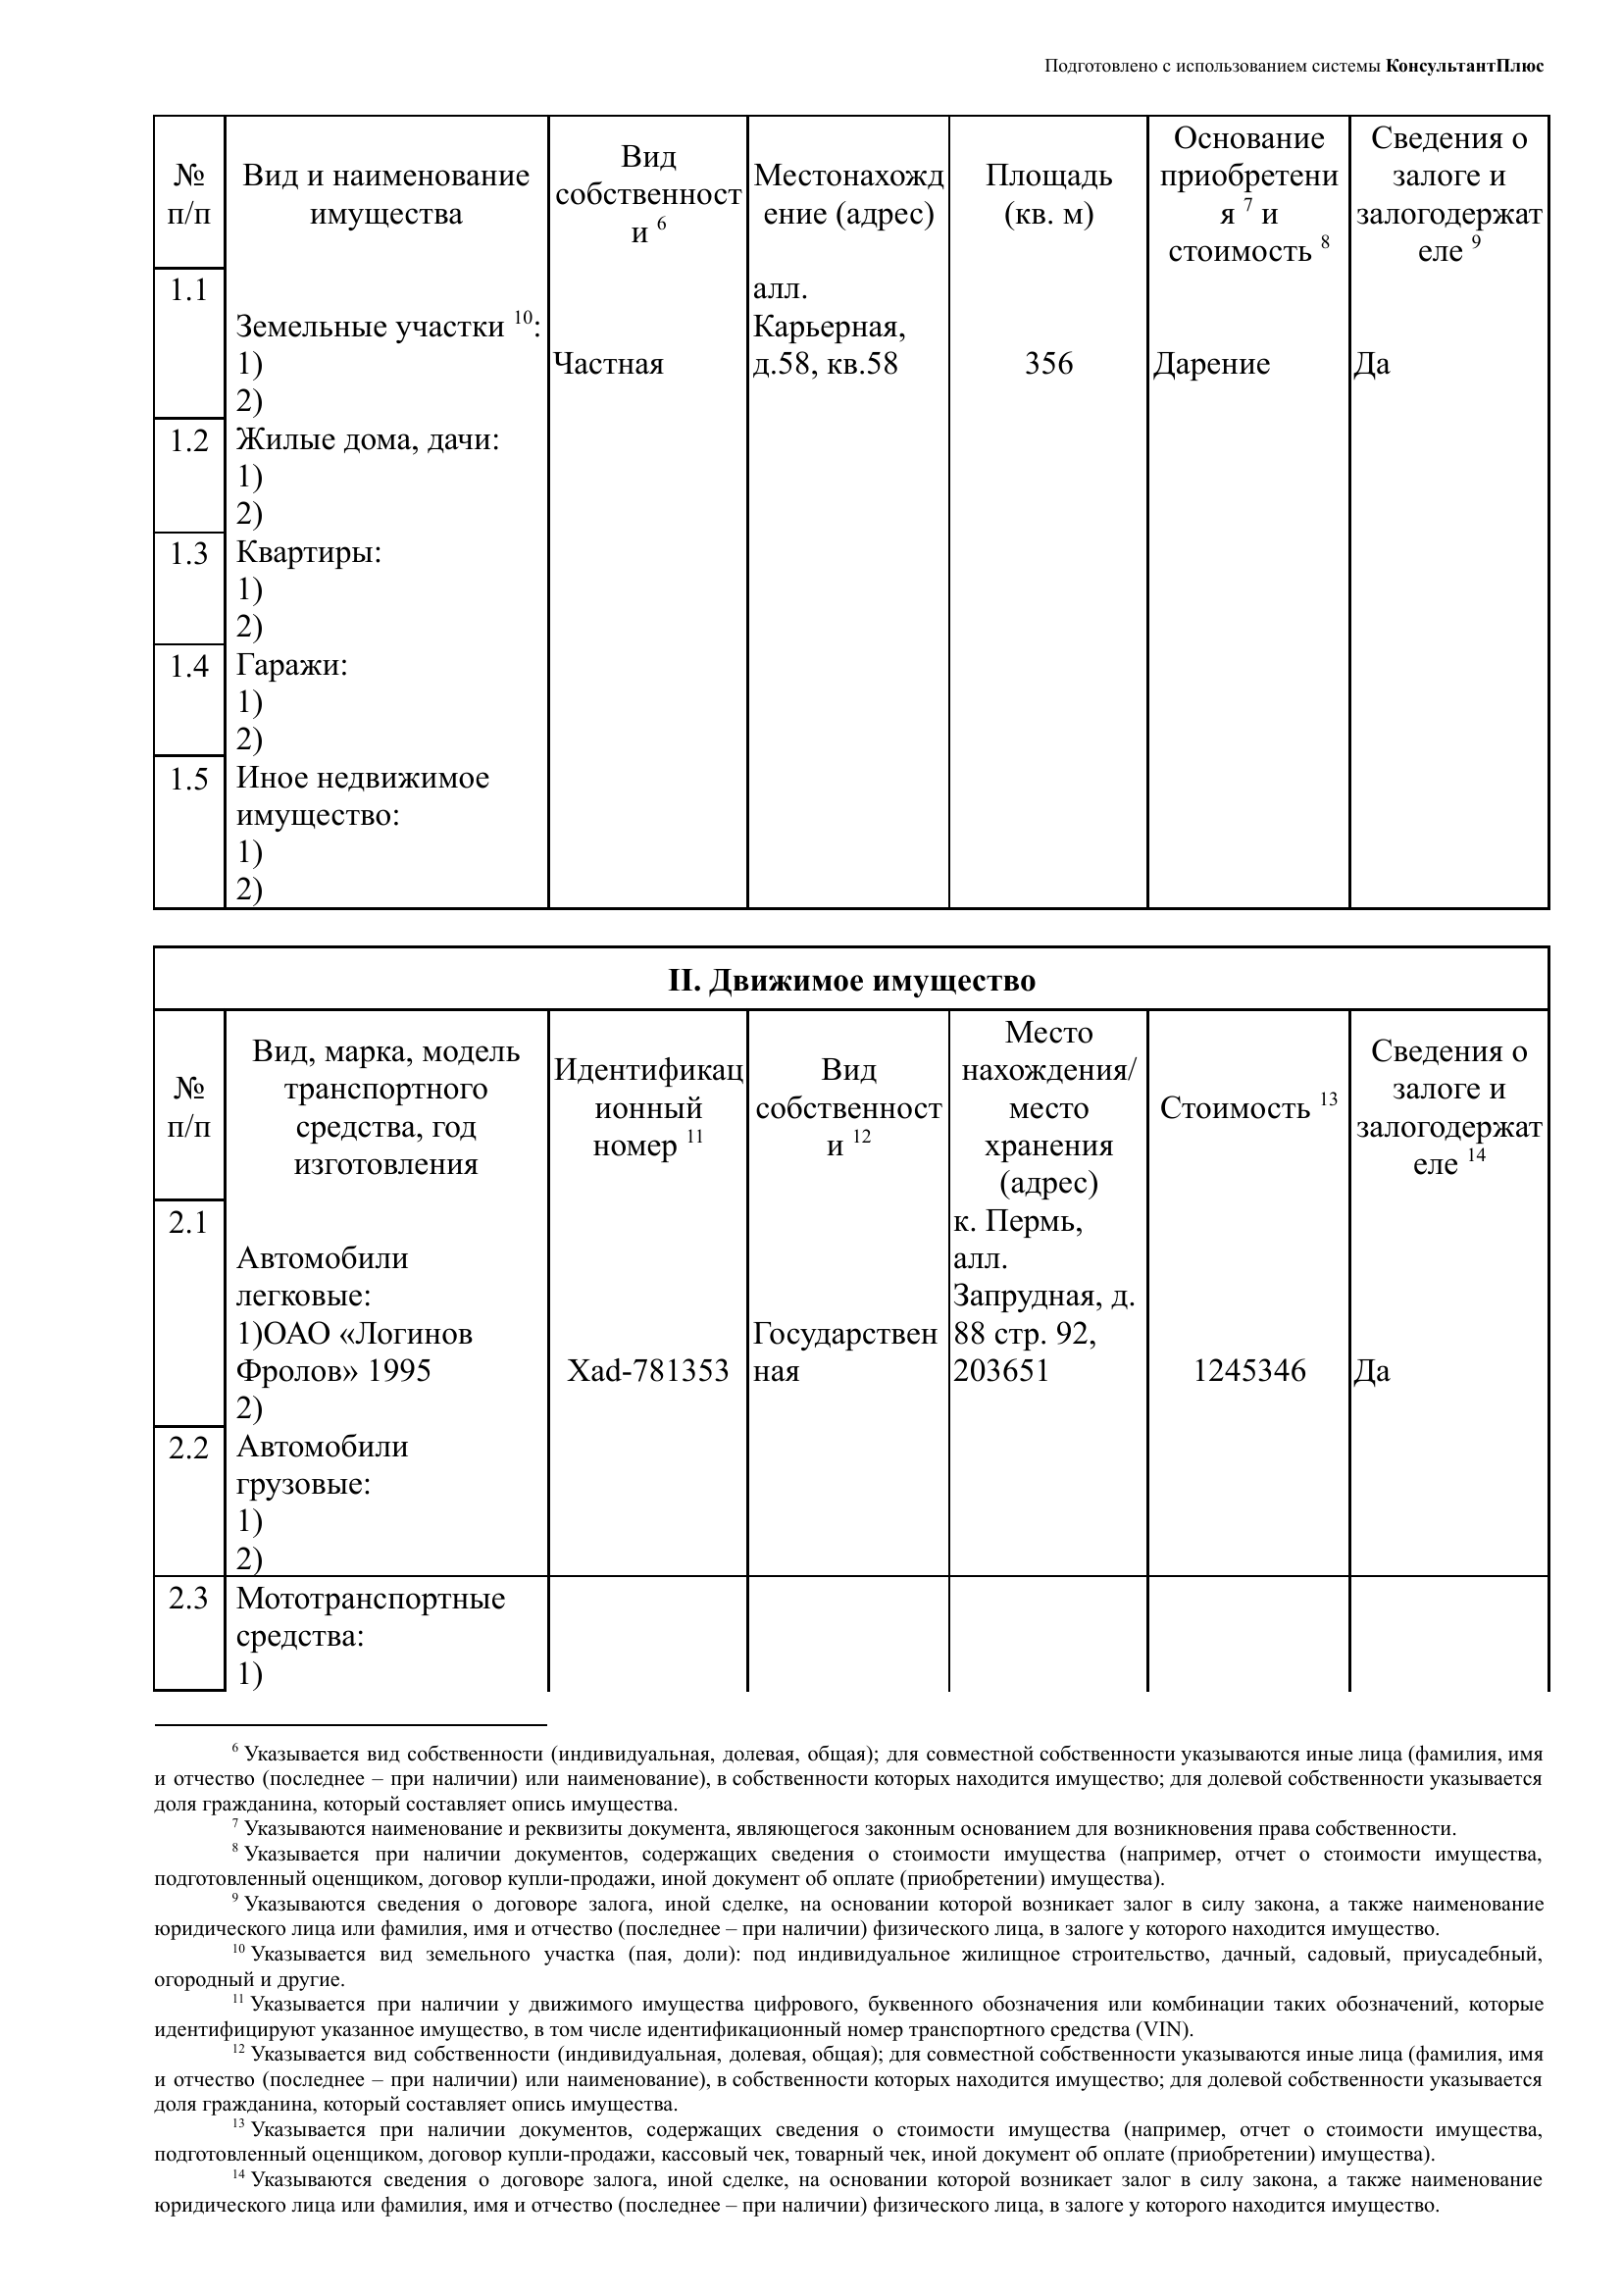 Подготовлено с использованием системы КонсультантПлюс
№
п/п
Вид и наименование
имущества
Вид
собственност
и 6
Местонахожд
ение (адрес)
Площадь
(кв. м)
Основание
приобретени
я 7 и
стоимость 8
Сведения о
залоге и
залогодержат
еле 9
1.1
Земельные участки 10:
1)
2)
Частная
алл.
Карьерная,
д.58, кв.58
356
Дарение
Да
1.2
Жилые дома, дачи:
1)
2)
1.3
Квартиры:
1)
2)
1.4
Гаражи:
1)
2)
1.5
Иное недвижимое
имущество:
1)
2)
II. Движимое имущество
№
п/п
Вид, марка, модель
транспортного
средства, год
изготовления
Идентификац
ионный
номер 11
Вид
собственност
и 12
Место
нахождения/
место
хранения
(адрес)
Стоимость 13
Сведения о
залоге и
залогодержат
еле 14
2.1
Автомобили
легковые:
1)ОАО «Логинов
Фролов» 1995
2)
Xad-781353
Государствен
ная
к. Пермь,
алл.
Запрудная, д.
88 стр. 92,
203651
1245346
Да
2.2
Автомобили
грузовые:
1)
2)
2.3
Мототранспортные
средства:
1)
6 Указывается вид собственности (индивидуальная, долевая, общая); для совместной собственности указываются иные лица (фамилия, имя
и отчество (последнее – при наличии) или наименование), в собственности которых находится имущество; для долевой собственности указывается
доля гражданина, который составляет опись имущества.
7 Указываются наименование и реквизиты документа, являющегося законным основанием для возникновения права собственности.
8 Указывается при наличии документов, содержащих сведения о стоимости имущества (например, отчет о стоимости имущества,
подготовленный оценщиком, договор купли-продажи, иной документ об оплате (приобретении) имущества).
9 Указываются сведения о договоре залога, иной сделке, на основании которой возникает залог в силу закона, а также наименование
юридического лица или фамилия, имя и отчество (последнее – при наличии) физического лица, в залоге у которого находится имущество.
10 Указывается вид земельного участка (пая, доли): под индивидуальное жилищное строительство, дачный, садовый, приусадебный,
огородный и другие.
11 Указывается при наличии у движимого имущества цифрового, буквенного обозначения или комбинации таких обозначений, которые
идентифицируют указанное имущество, в том числе идентификационный номер транспортного средства (VIN).
12 Указывается вид собственности (индивидуальная, долевая, общая); для совместной собственности указываются иные лица (фамилия, имя
и отчество (последнее – при наличии) или наименование), в собственности которых находится имущество; для долевой собственности указывается
доля гражданина, который составляет опись имущества.
13 Указывается при наличии документов, содержащих сведения о стоимости имущества (например, отчет о стоимости имущества,
подготовленный оценщиком, договор купли-продажи, кассовый чек, товарный чек, иной документ об оплате (приобретении) имущества).
14 Указываются сведения о договоре залога, иной сделке, на основании которой возникает залог в силу закона, а также наименование
юридического лица или фамилия, имя и отчество (последнее – при наличии) физического лица, в залоге у которого находится имущество.